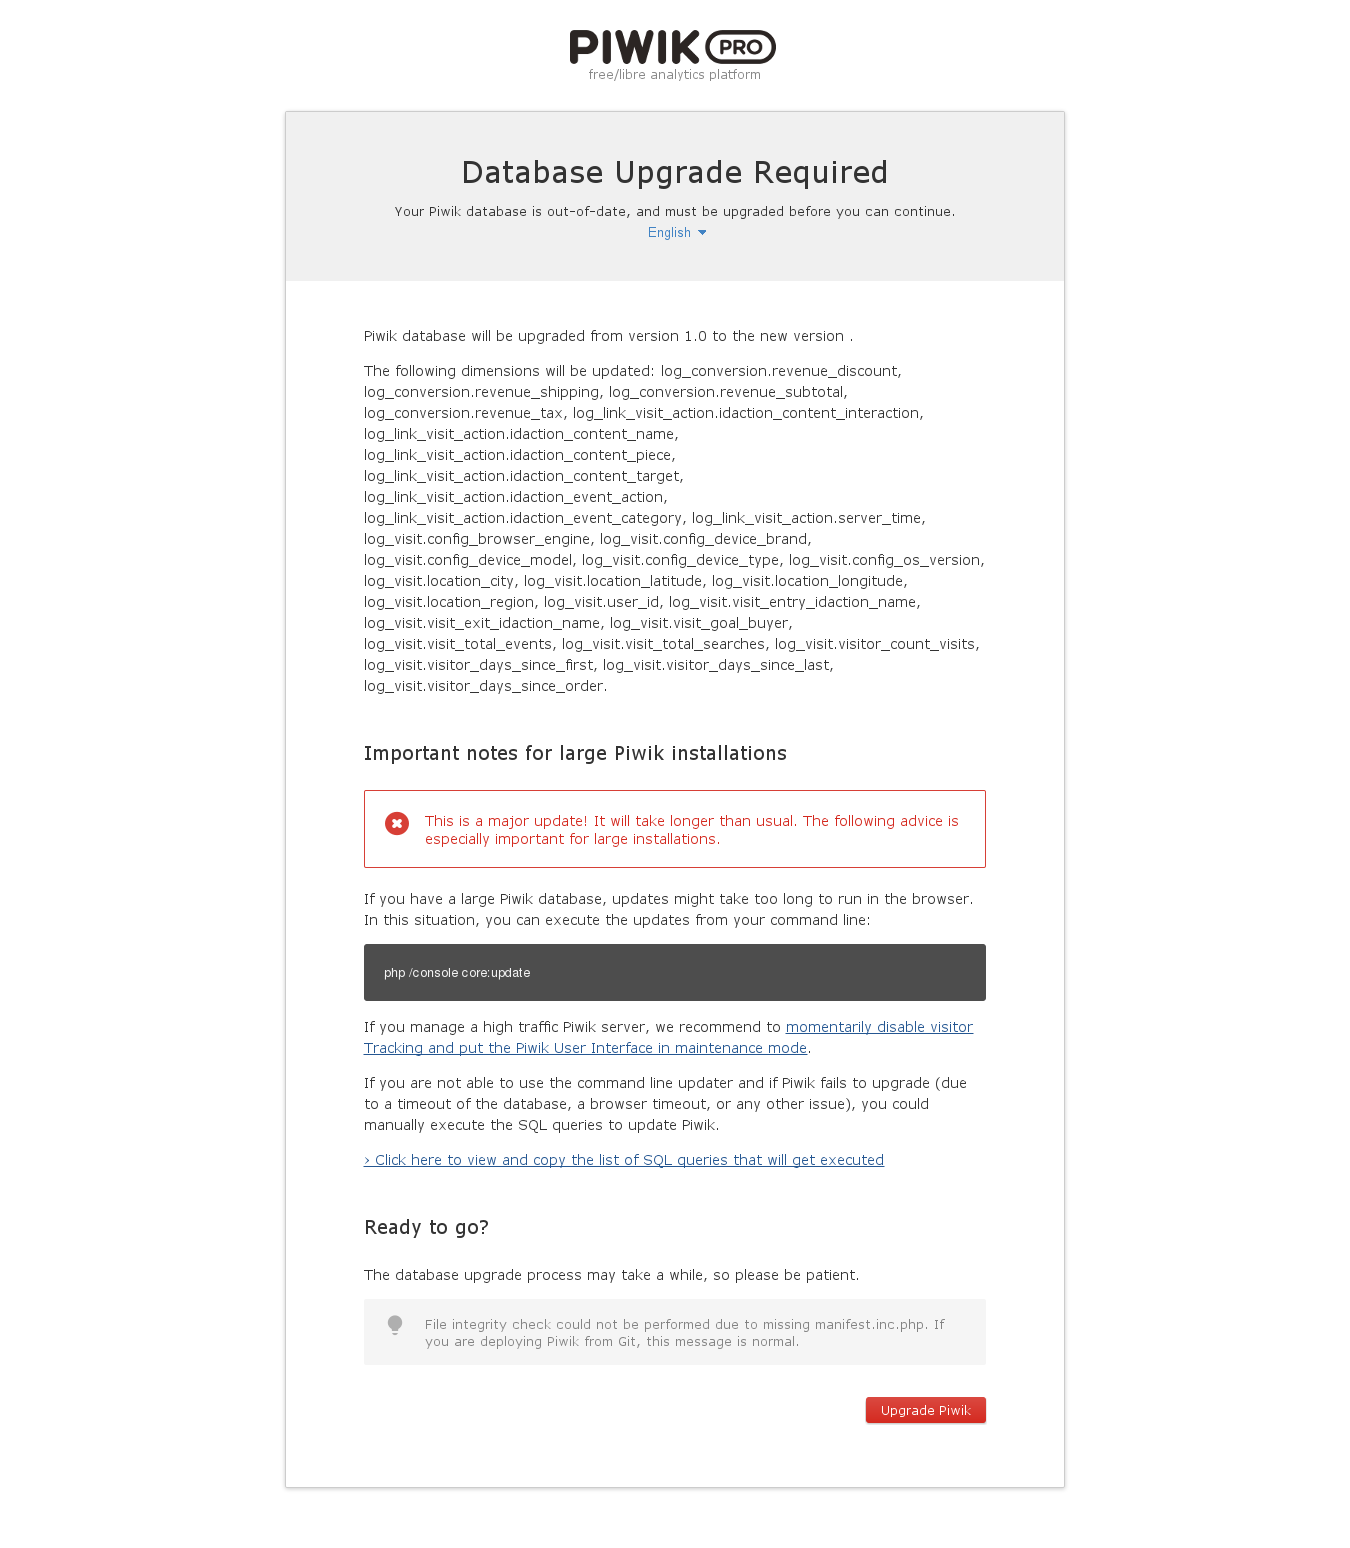 PIWIK PRO
free/libre analytics platform
Database Upgrade Required
Your Piwik database is out-of-date, and must be upgraded before you can continue.
English
Piwik database will be upgraded from version 1.0 to the new version .
The following dimensions will be updated: log_conversion.revenue_discount,
log_conversion.revenue_shipping, log_conversion.revenue_subtotal,
log_conversion.revenue_tax, log_link_visit_action.idaction_content_interaction,
log_link_visit_action.idaction_content_name,
log_link_visit_action.idaction_content_piece,
log_link_visit_action.idaction_content_target,
log_link_visit_action.idaction_event_action,
log_link_visit_action.idaction_event_category, log_link_visit_action.server_time,
log_visit.config_browser_engine, log_visit.config_device_brand,
log_visit.config_device_model, log_visit.config_device_type, log_visit.config_os_version,
log_visit.location_city, log_visit.location_latitude, log_visit.location_longitude,
log_visit.location_region, log_visit.user_id, log_visit.visit_entry_idaction_name,
log_visit.visit_exit_idaction_name, log_visit.visit_goal_buyer,
log_visit.visit_total_events, log_visit.visit_total_searches, log_visit.visitor_count_visits,
log_visit.visitor_days_since_first, log_visit.visitor_days_since_last,
log_visit.visitor_days_since_order.
Important notes for large Piwik installations
This is a major update! It will take longer than usual. The following advice is
especially important for large installations.
If you have a large Piwik database, updates might take too long to run in the browser.
In this situation, you can execute the updates from your command line:
php /console core:update
If you manage a high traffic Piwik server, we recommend to momentarily disable visitor
Tracking and put the Piwik User Interface in maintenance mode.
If you are not able to use the command line updater and if Piwik fails to upgrade (due
to a timeout of the database, a browser timeout, or any other issue), you could
manually execute the SQL queries to update Piwik.
› Click here to view and copy the list of SQL queries that will get executed
Ready to go?
The database upgrade process may take a while, so please be patient.
File integrity check could not be performed due to missing manifest.inc.php. If
you are deploying Piwik from Git, this message is normal.
Upgrade Piwik